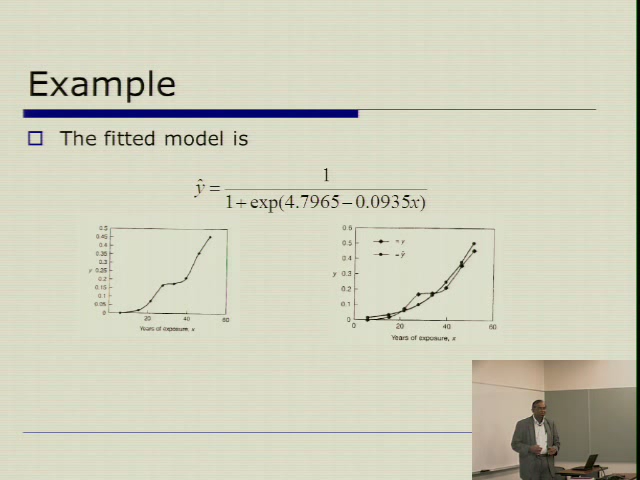 Example
The fitted model is
ŷ = 1 / 1 + exp(4.7965 − 0.0935x)
0.5
0.45
0.4
0.35
0.3
y 0.25
0.2
0.15
0.1
0.05
0
20 40 60
Years of exposure, x
0.6
0.5
0.4
y 0.3
0.2
0.1
0
0 20 40 60
= y
= ŷ
Years of exposure, x